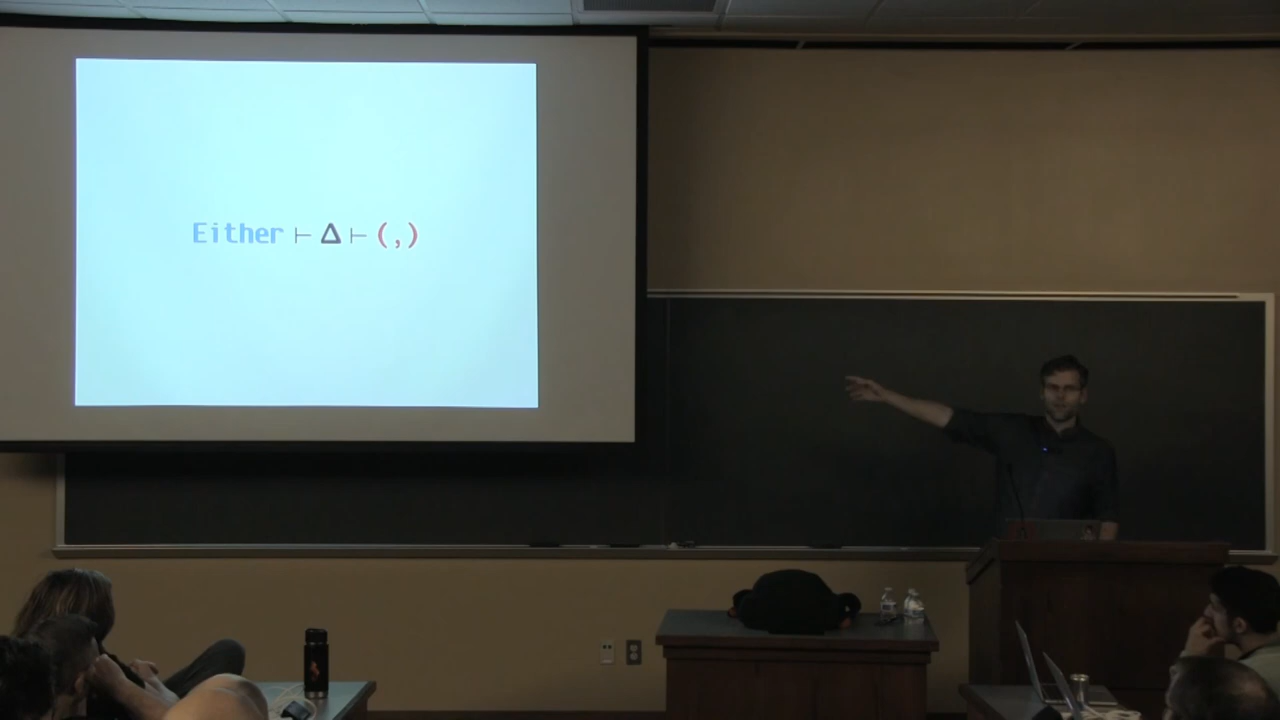 Either ⊢ Δ ⊢ (,)